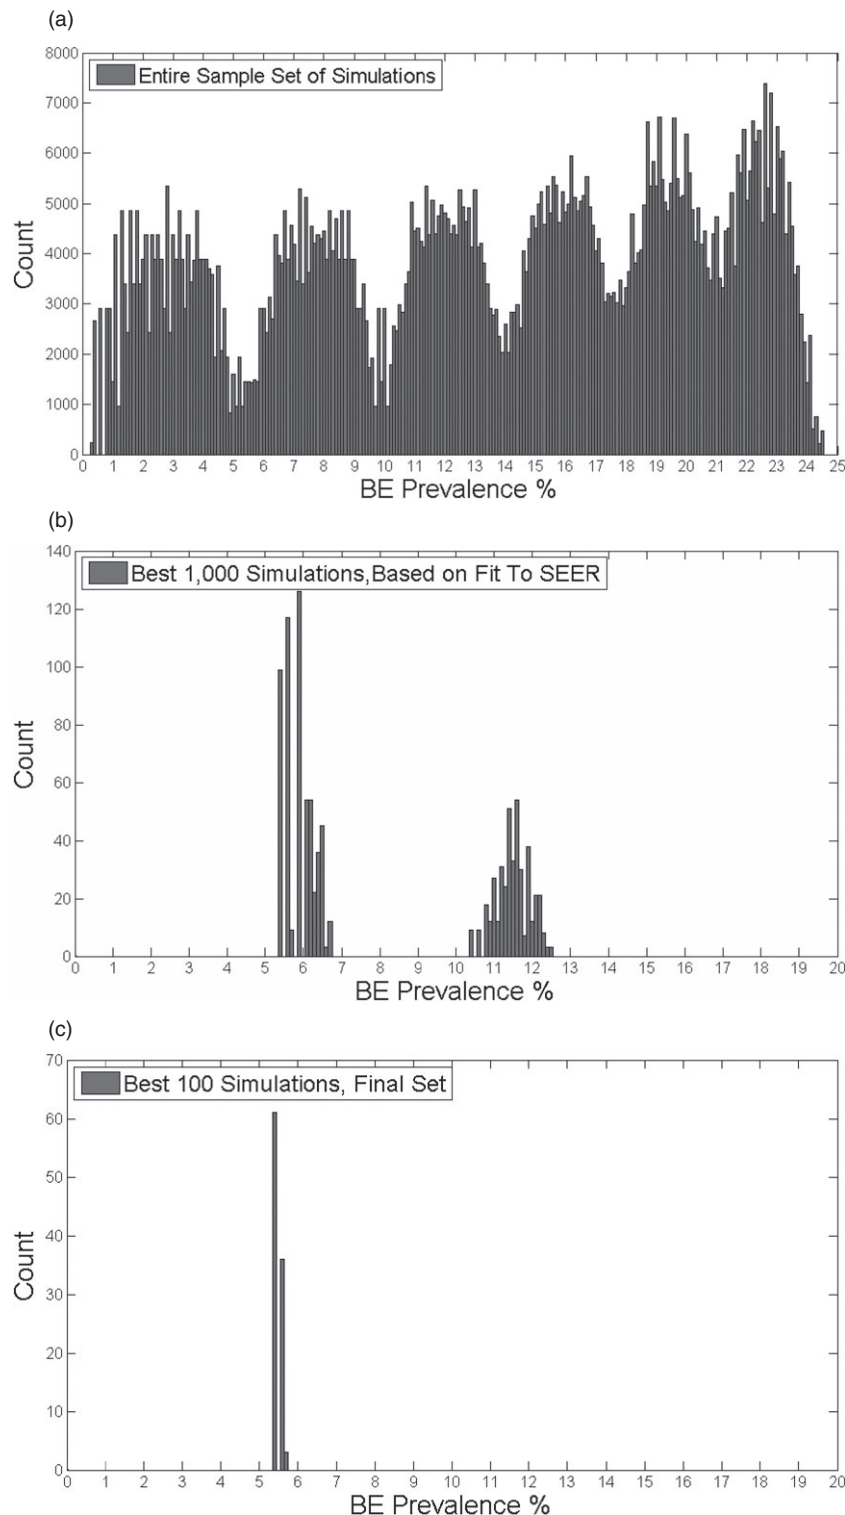 (a)
8000
7000
6000
5000
4000
3000
2000
1000
0
Count
Entire Sample Set of Simulations
0 1 2 3 4 5 6 7 8 9 10 11 12 13 14 15 16 17 18 19 20 21 22 23 24 25
BE Prevalence %
(b)
140
120
100
80
60
40
20
0
Count
Best 1,000 Simulations,Based on Fit To SEER
0 1 2 3 4 5 6 7 8 9 10 11 12 13 14 15 16 17 18 19 20
BE Prevalence %
(c)
70
60
50
40
30
20
10
0
Count
Best 100 Simulations, Final Set
0 1 2 3 4 5 6 7 8 9 10 11 12 13 14 15 16 17 18 19 20
BE Prevalence %